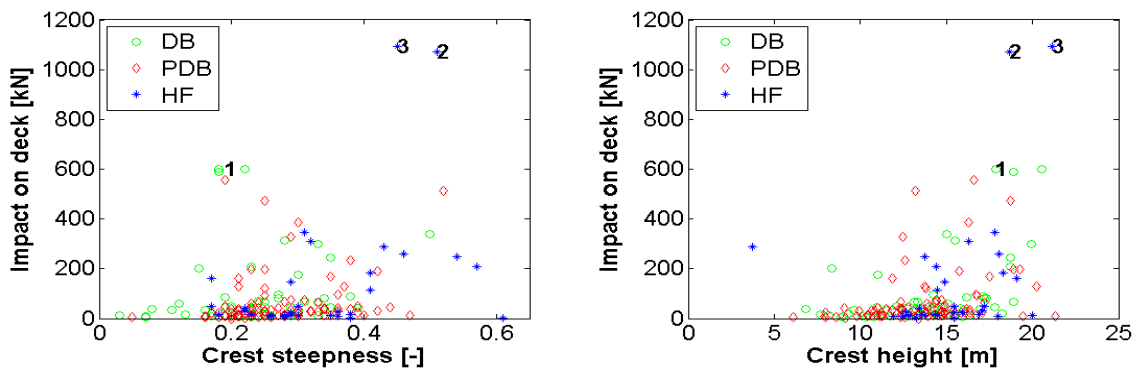 Impact on deck [kN]
1200
1000
800
600
400
200
0
DB
PDB
HF
3
2
1
0 0.2 0.4 0.6
Crest steepness [-]
Impact on deck [kN]
1200
1000
800
600
400
200
0
DB
PDB
HF
2 3
1
0 5 10 15 20 25
Crest height [m]